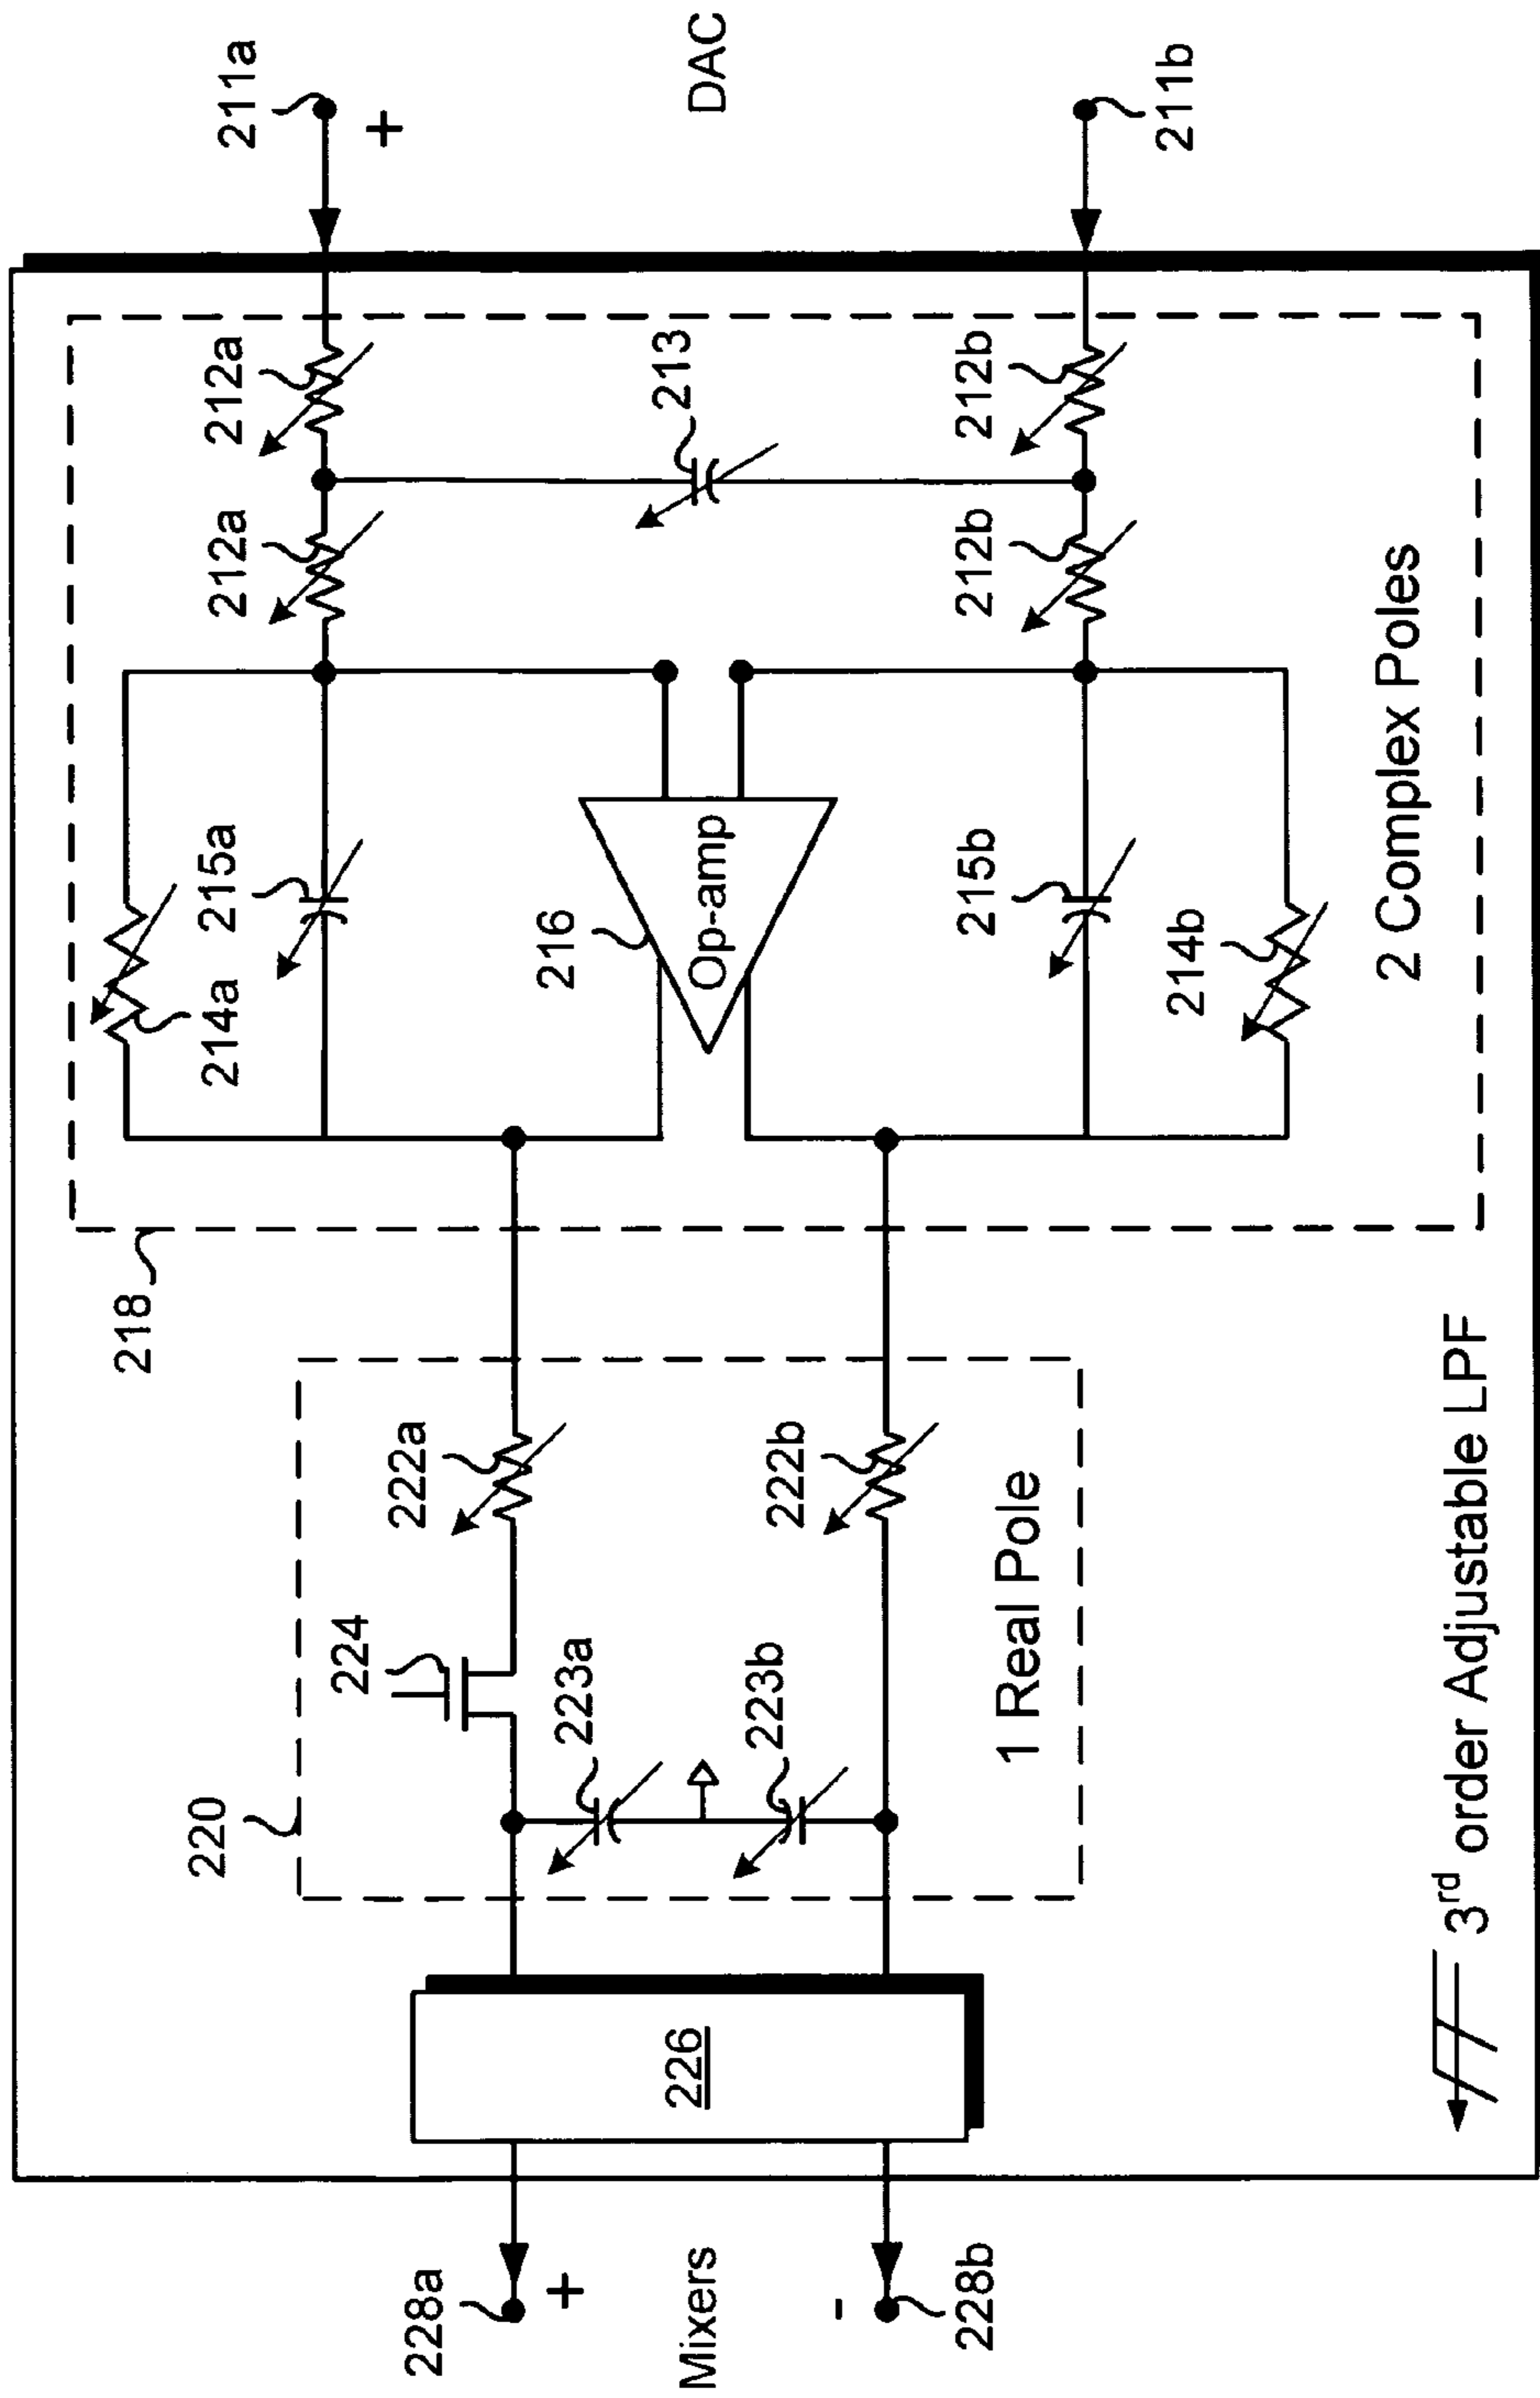 211a
+
DAC
211b
212a
213
212b
212a
212b
214a
215a
216
Op-amp
215b
214b
2 Complex Poles
218
222a
222b
1 Real Pole
224
223a
223b
220
3rd order Adjustable LPF
226
228a
+
Mixers
-
228b